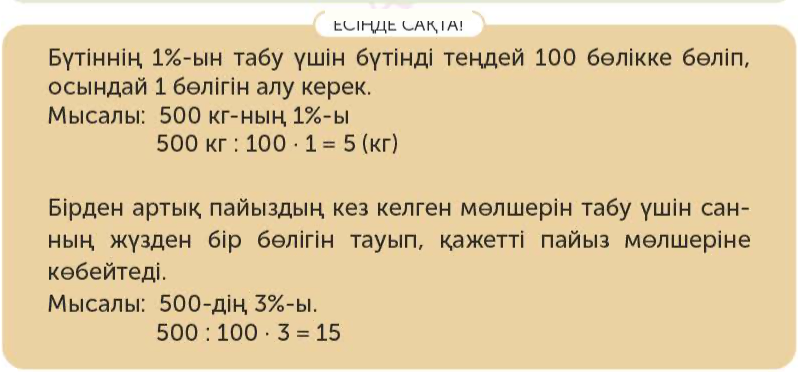 ЕСІҢДЕ САҚТА!
Бүтіннің 1%-ын табу үшін бүтінді теңдей 100 бөлікке бөліп,
осындай 1 бөлігін алу керек.
Мысалы: 500 кг-ның 1%-ы
500 кг : 100 · 1 = 5 (кг)
Бірден артық пайыздың кез келген мөлшерін табу үшін сан-
ның жүзден бір бөлігін тауып, қажетті пайыз мөлшеріне
көбейтеді.
Мысалы: 500-дің 3%-ы.
500 : 100 · 3 = 15